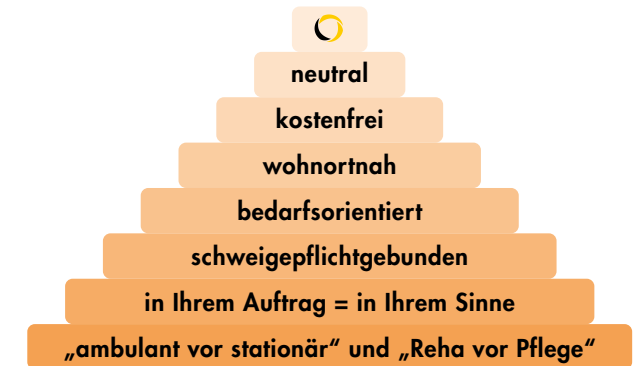 neutral
kostenfrei
wohnortnah
bedarfsorientiert
schweigepflichtgebunden
in Ihrem Auftrag = in Ihrem Sinne
„ambulant vor stationär“ und „Reha vor Pflege“